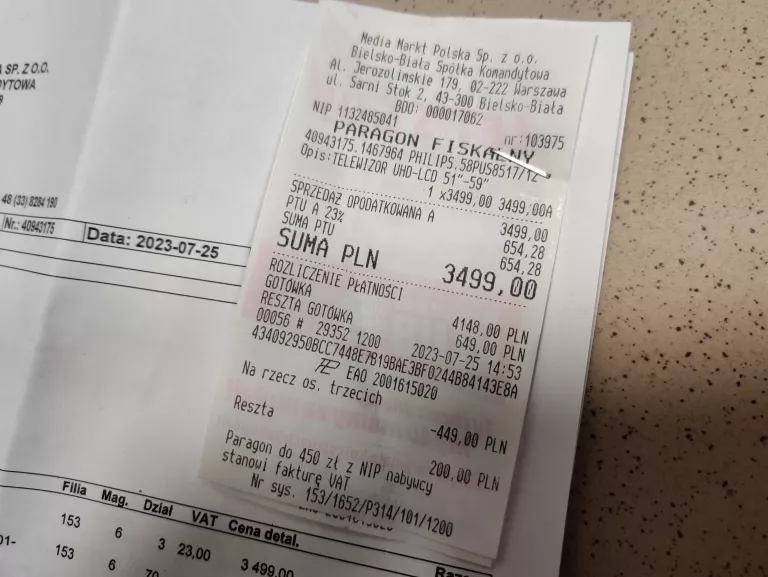 SP. Z O.O.
DYTOWA
48 (33) 8284 190
Nr.: 40943175
Data: 2023-07-25
Media Markt Polska Sp. z o.o.
Bielsko-Biała Spółka Komandytowa
Al. Jerozolimskie 179, 02-222 Warszawa
ul. Sarni Stok 2, 43-300 Bielsko-Biała
BDO: 000017062
NIP 1132485041
nr:103975
PARAGON FISKALNY
40943175.1467964 PHILIPS.58PUS8517/12
Opis:TELEWIZOR UHD-LCD 51"-59"
1 x3499,00 3499,00A
SPRZEDAŻ OPODATKOWANA A 3499,00
PTU A 23% 654,28
SUMA PTU 654,28
SUMA PLN 3499,00
ROZLICZENIE PŁATNOŚCI
GOTÓWKA 4148,00 PLN
RESZTA GOTÓWKA 649,00 PLN
00056 # 29352 1200 2023-07-25 14:53
434092950BCC7448E7B19BAE3BF0244B84143E8A
EAO 2001615020
Na rzecz os. trzecich
-449,00 PLN
Reszta 200,00 PLN
Paragon do 450 zł z NIP nabywcy
stanowi fakturę VAT
Nr sys. 153/1652/P314/101/1200
Filia Mag. Dział VAT Cena detal.
153 6 3 23,00 3 499,00
01- 153 6 70